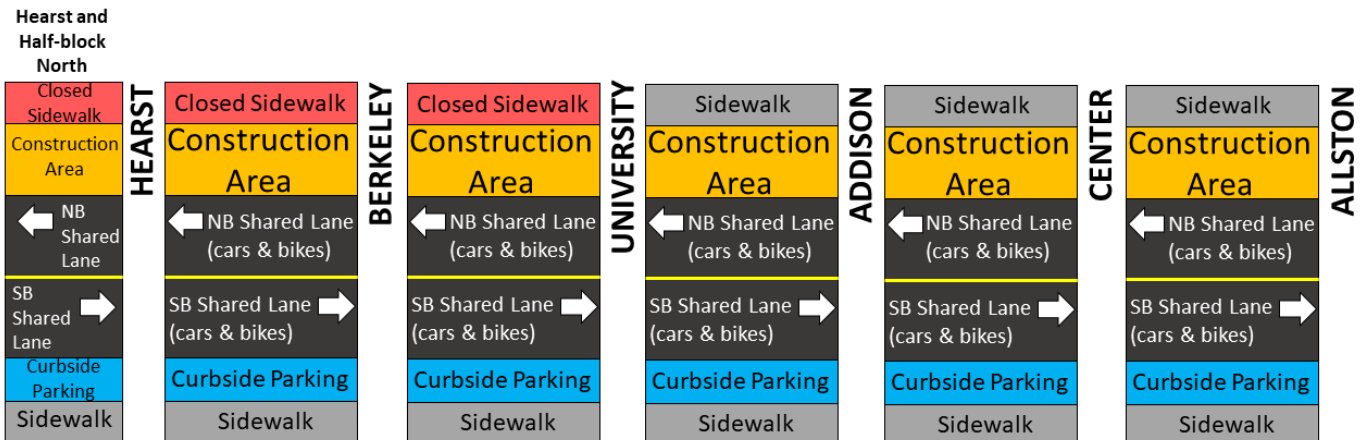 Hearst and
Half-block
North
Closed
Sidewalk
Construction
Area
NB
Shared
Lane
SB
Shared
Lane
Curbside
Parking
Sidewalk
HEARST
Closed Sidewalk
Construction
Area
NB Shared Lane
(cars & bikes)
SB Shared Lane
(cars & bikes)
Curbside Parking
Sidewalk
BERKELEY
Closed Sidewalk
Construction
Area
NB Shared Lane
(cars & bikes)
SB Shared Lane
(cars & bikes)
Curbside Parking
Sidewalk
UNIVERSITY
Sidewalk
Construction
Area
NB Shared Lane
(cars & bikes)
SB Shared Lane
(cars & bikes)
Curbside Parking
Sidewalk
ADDISON
Sidewalk
Construction
Area
NB Shared Lane
(cars & bikes)
SB Shared Lane
(cars & bikes)
Curbside Parking
Sidewalk
CENTER
Sidewalk
Construction
Area
NB Shared Lane
(cars & bikes)
SB Shared Lane
(cars & bikes)
Curbside Parking
Sidewalk
ALLSTON